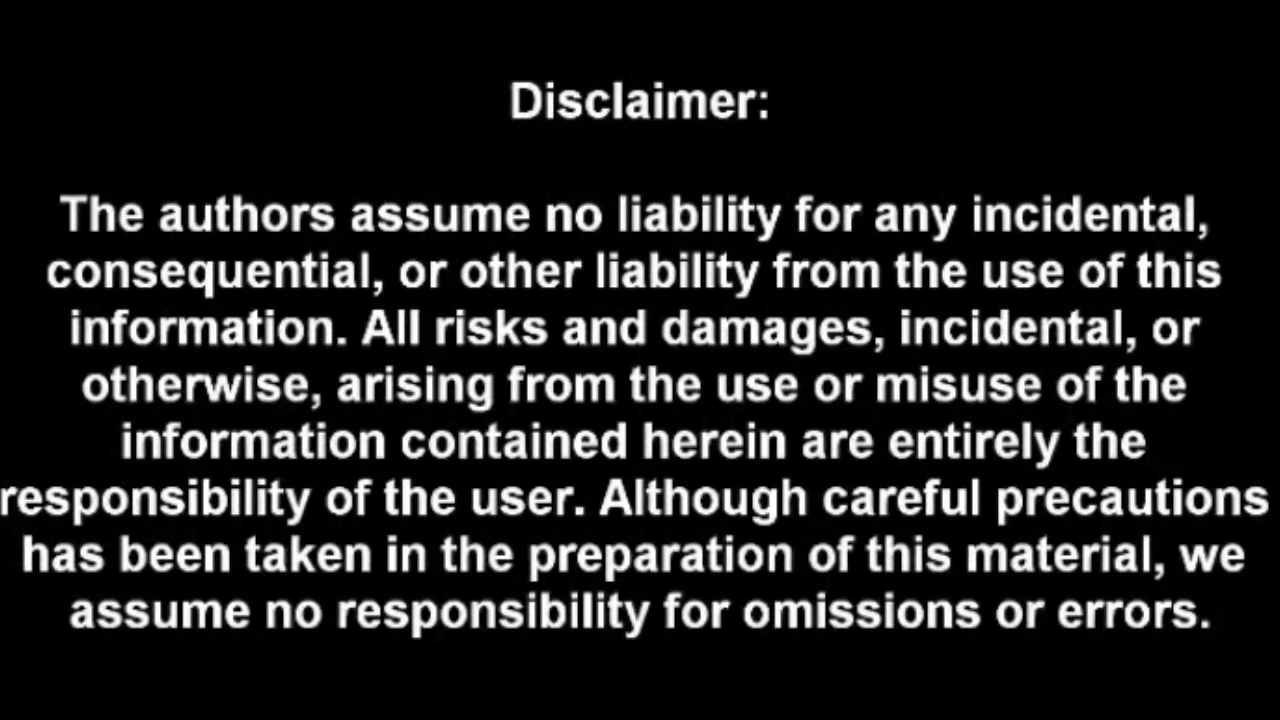 Disclaimer:
The authors assume no liability for any incidental,
consequential, or other liability from the use of this
information. All risks and damages, incidental, or
otherwise, arising from the use or misuse of the
information contained herein are entirely the
responsibility of the user. Although careful precautions
has been taken in the preparation of this material, we
assume no responsibility for omissions or errors.